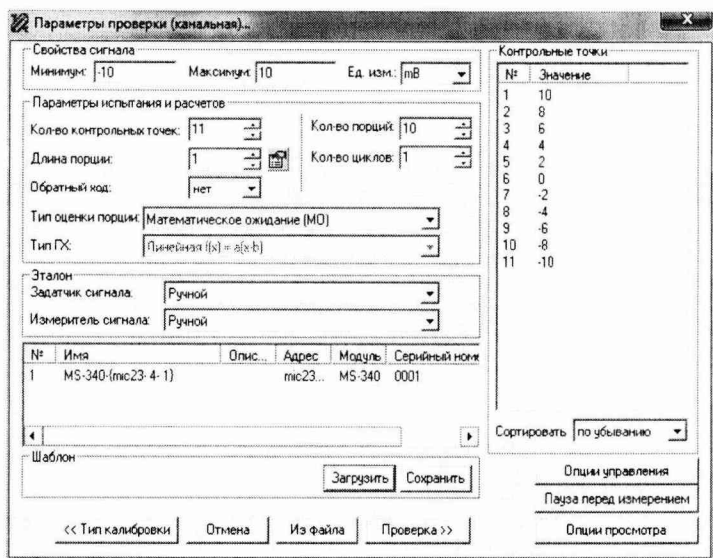 Параметры проверки (канальная)...
Свойства сигнала
Минимум: -10 Максимум: 10 Ед. изм.: mB
Параметры испытания и расчетов
Кол-во контрольных точек: 11 Кол-во порций: 10
Длина порции: 1 Кол-во циклов: 1
Обратный ход: нет
Тип оценки порции: Математическое ожидание (МО)
Тип ГХ: Линейная f(x) = a(x-b)
Эталон
Задатчик сигнала: Ручной
Измеритель сигнала: Ручной
№ Имя Опис... Адрес Модуль Серийный номе
1 MS-340-{mic23- 4- 1} mic23... MS-340 0001
Шаблон
Загрузить Сохранить
<< Тип калибровки Отмена Из файла Проверка >>
Контрольные точки
№ Значение
1 10
2 8
3 6
4 4
5 2
6 0
7 -2
8 -4
9 -6
10 -8
11 -10
Сортировать по убыванию
Опции управления
Пауза перед измерением
Опции просмотра